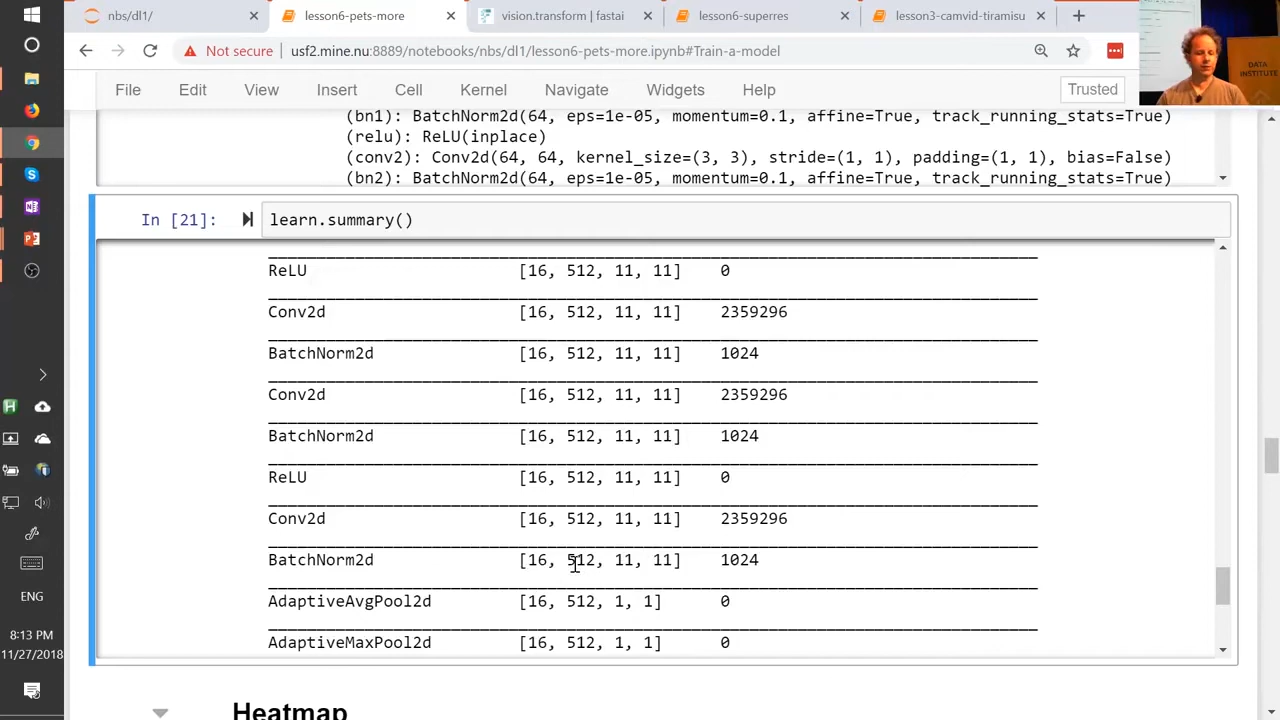 nbs/dl1/
lesson6-pets-more
vision.transform | fastai
lesson6-superres
lesson3-camvid-tiramisu
Not secure | usf2.mine.nu:8889/notebooks/nbs/dl1/lesson6-pets-more.ipynb#Train-a-model
File Edit View Insert Cell Kernel Navigate Widgets Help Trusted
DATA
INSTITUTE
(bn1): BatchNorm2d(64, eps=1e-05, momentum=0.1, affine=True, track_running_stats=True)
(relu): ReLU(inplace)
(conv2): Conv2d(64, 64, kernel_size=(3, 3), stride=(1, 1), padding=(1, 1), bias=False)
(bn2): BatchNorm2d(64, eps=1e-05, momentum=0.1, affine=True, track_running_stats=True)
In [21]: learn.summary()
ReLU [16, 512, 11, 11] 0
Conv2d [16, 512, 11, 11] 2359296
BatchNorm2d [16, 512, 11, 11] 1024
Conv2d [16, 512, 11, 11] 2359296
BatchNorm2d [16, 512, 11, 11] 1024
ReLU [16, 512, 11, 11] 0
Conv2d [16, 512, 11, 11] 2359296
BatchNorm2d [16, 512, 11, 11] 1024
AdaptiveAvgPool2d [16, 512, 1, 1] 0
AdaptiveMaxPool2d [16, 512, 1, 1] 0
Heatmap
ENG
8:13 PM
11/27/2018